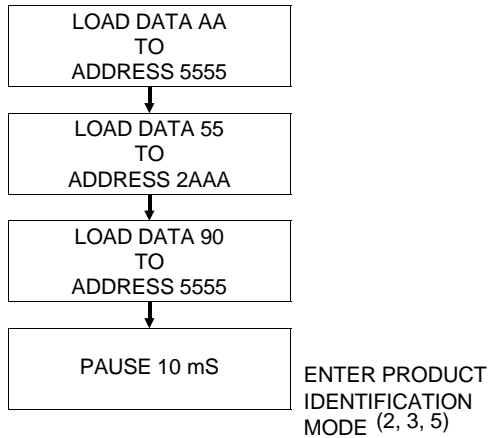 LOAD DATA AA
TO
ADDRESS 5555
LOAD DATA 55
TO
ADDRESS 2AAA
LOAD DATA 90
TO
ADDRESS 5555
PAUSE 10 mS
ENTER PRODUCT
IDENTIFICATION
MODE (2, 3, 5)